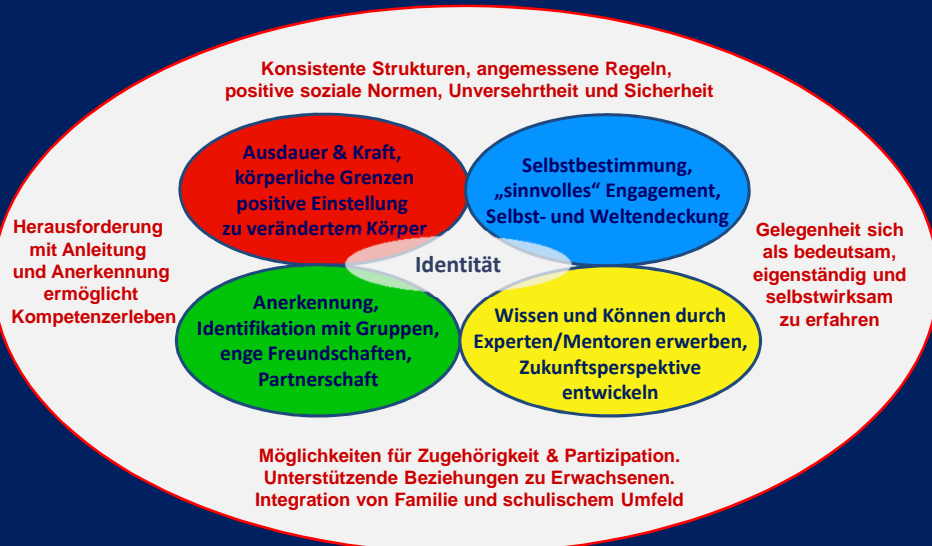 Konsistente Strukturen, angemessene Regeln,
positive soziale Normen, Unversehrtheit und Sicherheit
Ausdauer & Kraft,
körperliche Grenzen
positive Einstellung
zu verändertem Körper
Selbstbestimmung,
„sinnvolles“ Engagement,
Selbst- und Weltendeckung
Herausforderung
mit Anleitung
und Anerkennung
ermöglicht
Kompetenzerleben
Identität
Gelegenheit sich
als bedeutsam,
eigenständig und
selbstwirksam
zu erfahren
Anerkennung,
Identifikation mit Gruppen,
enge Freundschaften,
Partnerschaft
Wissen und Können durch
Experten/Mentoren erwerben,
Zukunftsperspektive
entwickeln
Möglichkeiten für Zugehörigkeit & Partizipation.
Unterstützende Beziehungen zu Erwachsenen.
Integration von Familie und schulischem Umfeld